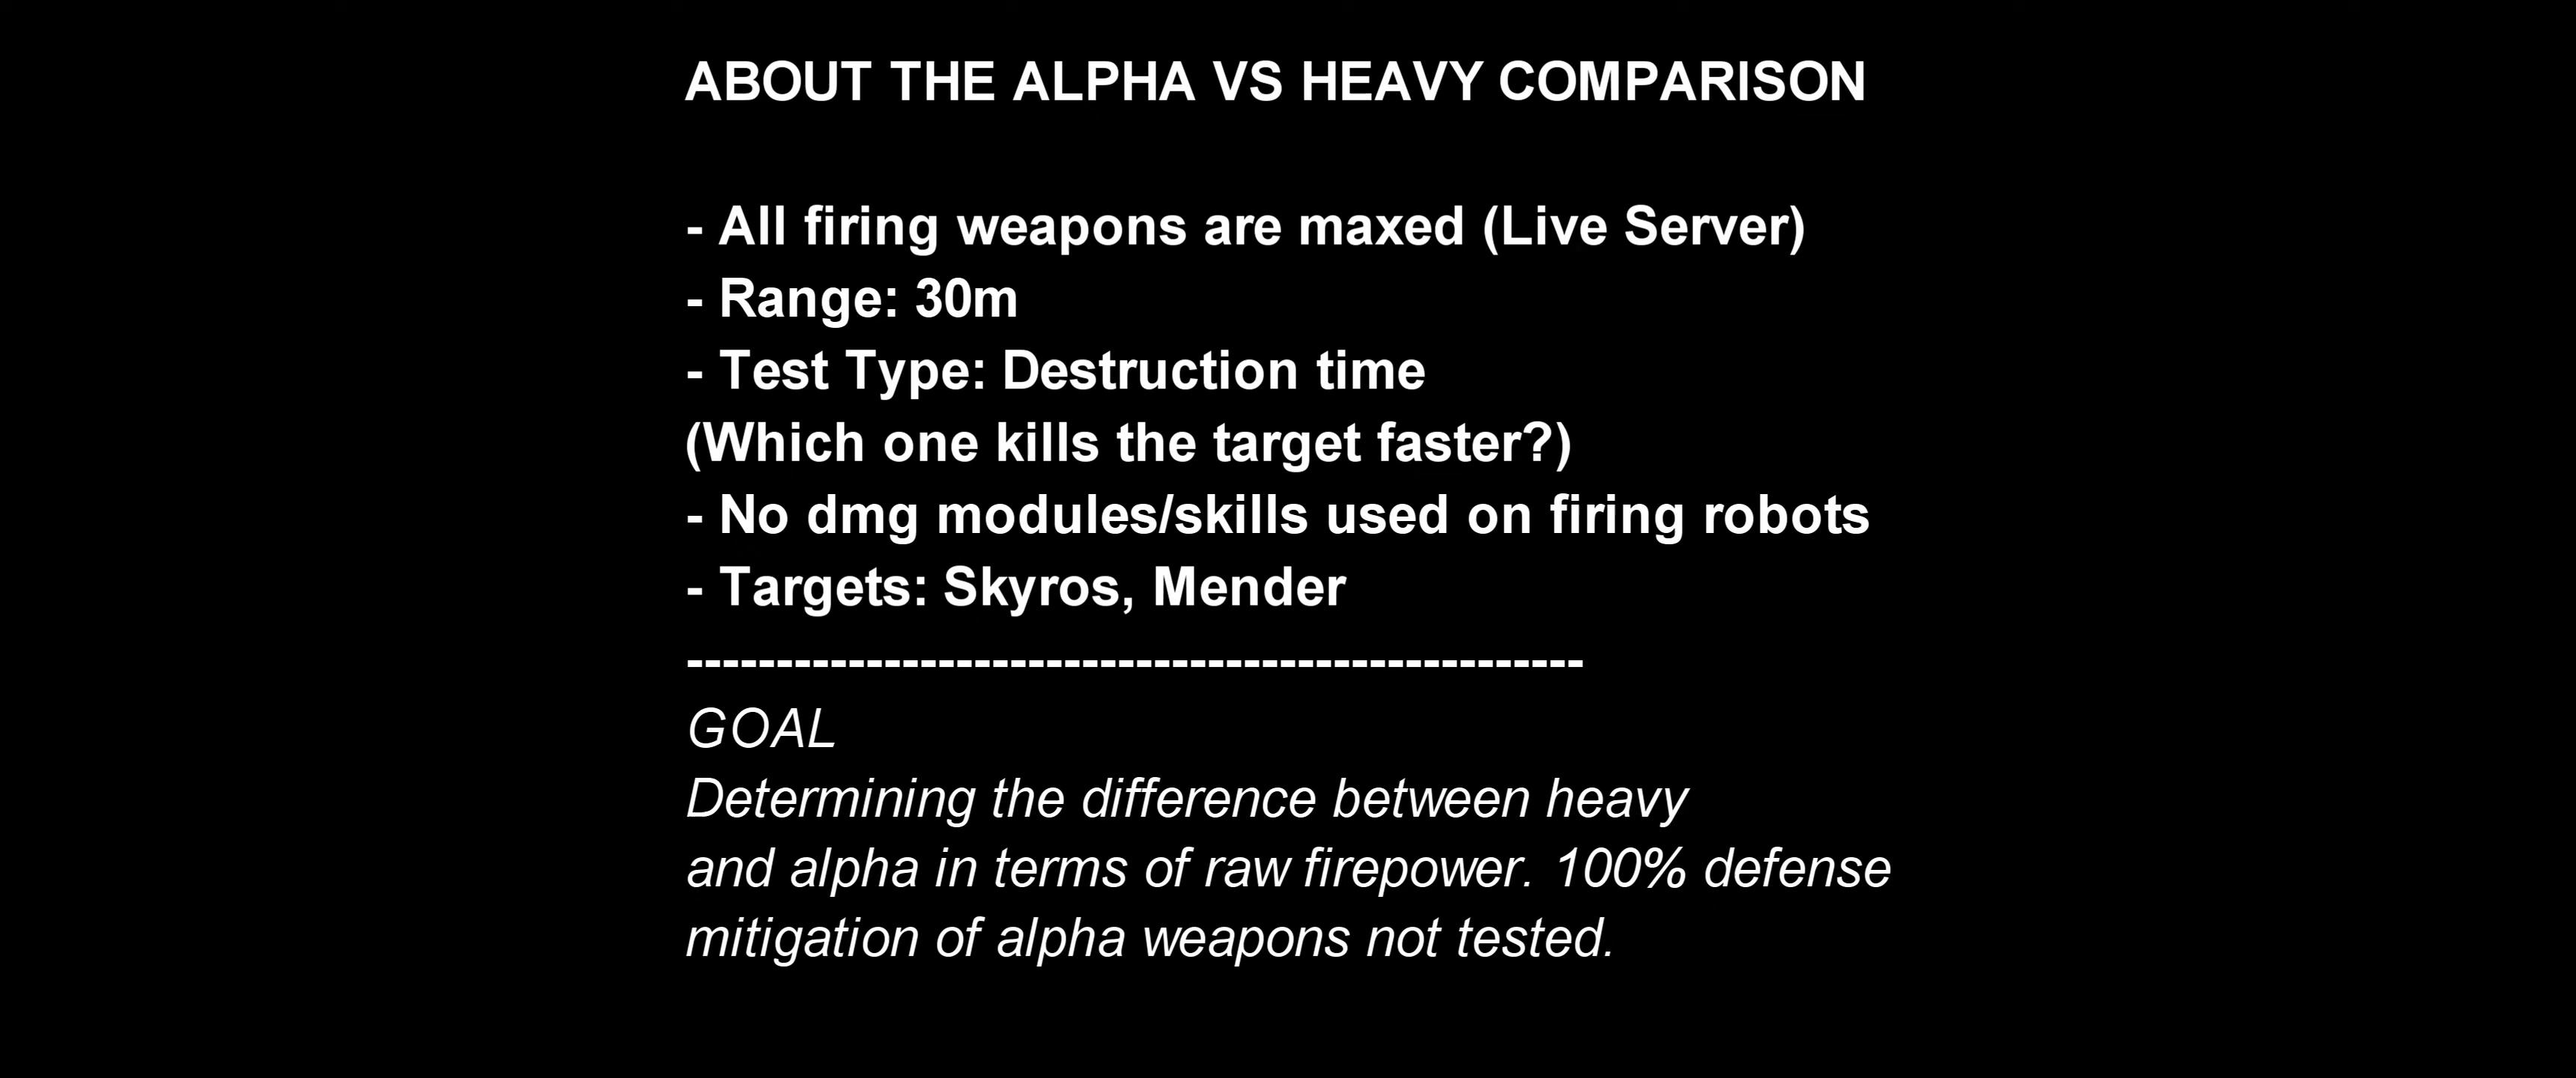 ABOUT THE ALPHA VS HEAVY COMPARISON
- All firing weapons are maxed (Live Server)
- Range: 30m
- Test Type: Destruction time
(Which one kills the target faster?)
- No dmg modules/skills used on firing robots
- Targets: Skyros, Mender
--------------------------------------------------
GOAL
Determining the difference between heavy
and alpha in terms of raw firepower. 100% defense
mitigation of alpha weapons not tested.